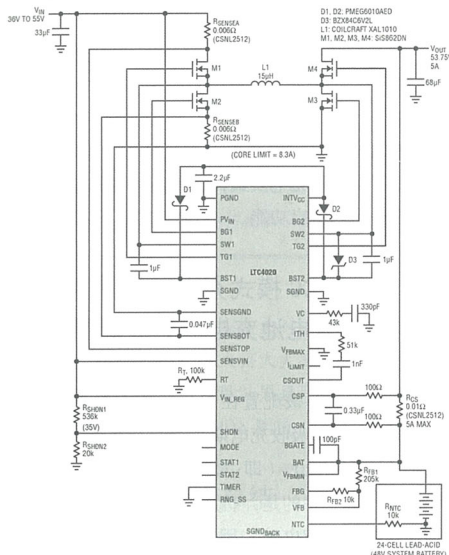 VIN
36V TO 55V
33µF
RSENSEA
0.006Ω
(CSNL2512)
D1, D2: PMEG6010AED
D3: BZX84C6V2L
L1: COILCRAFT XAL1010
M1, M2, M3, M4: SiS862DN
VOUT
53.75V
5A
68µF
M1
M4
L1
15µH
M2
M3
RSENSEB
0.006Ω
(CSNL2512)
(CORE LIMIT = 8.3A)
D1
2.2µF
D2
D3
1µF
1µF
LTC4020
PGND
PVIN
BG1
SW1
TG1
BST1
SGND
SENSGND
SENSBOT
SENSTOP
SENSVIN
RT
VIN_REG
SHDN
MODE
STAT1
STAT2
TIMER
RNG_SS
SGNDBACK
INTVCC
BG2
SW2
TG2
BST2
SGND
VC
ITH
VFBMAX
ILIMIT
CSOUT
CSP
CSN
BGATE
BAT
VFBMIN
FBG
VFB
NTC
0.047µF
RT, 100k
RSHDN1
536k
(35V)
RSHDN2
20k
43k
330pF
51k
1nF
100Ω
0.33µF
100Ω
RCS
0.01Ω
(CSNL2512)
5A MAX
100pF
RFB1
205k
RFB2 10k
RNTC
10k
24-CELL LEAD-ACID
(48V SYSTEM BATTERY)